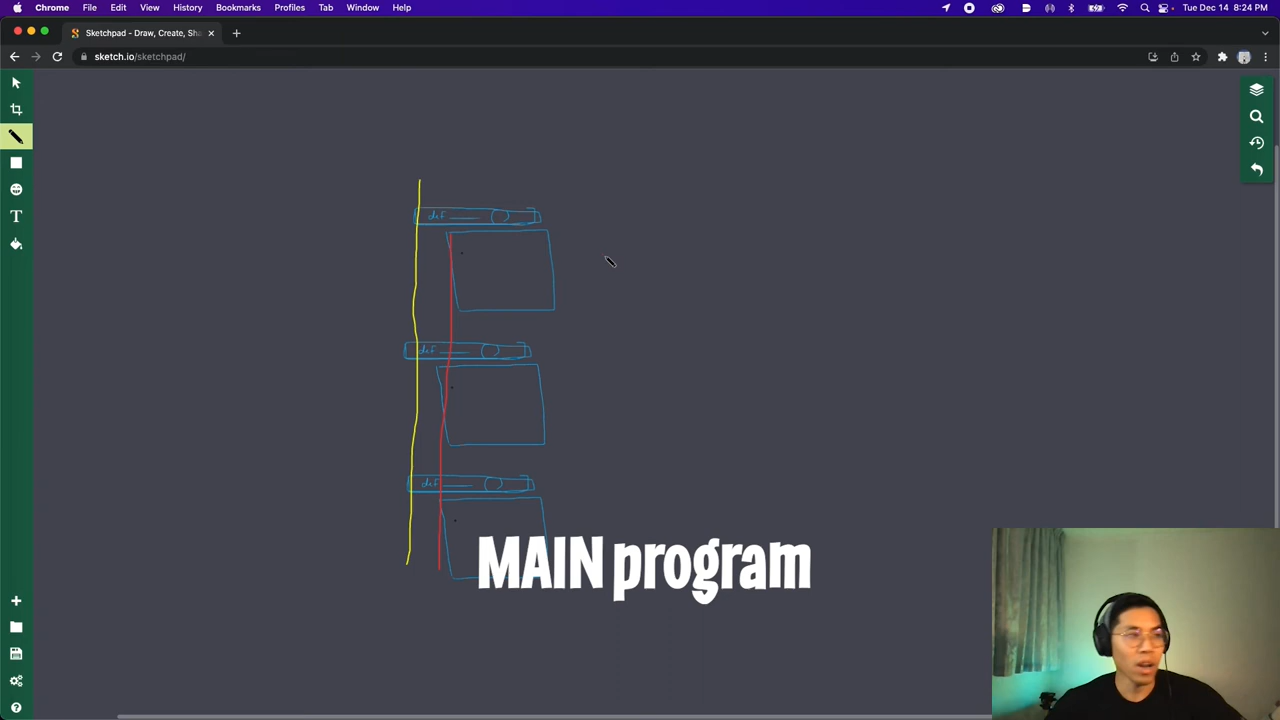 Chrome File Edit View History Bookmarks Profiles Tab Window Help Tue Dec 14 8:24 PM
Sketchpad - Draw, Create, Sha
sketch.io/sketchpad/
T
def
def
def
MAIN program
?